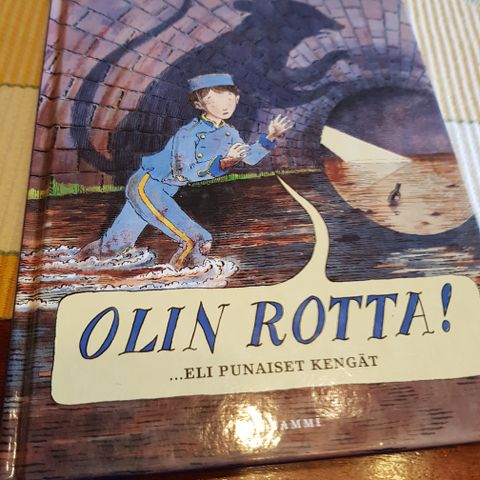 OLIN ROTTA!
...ELI PUNAISET KENGÄT